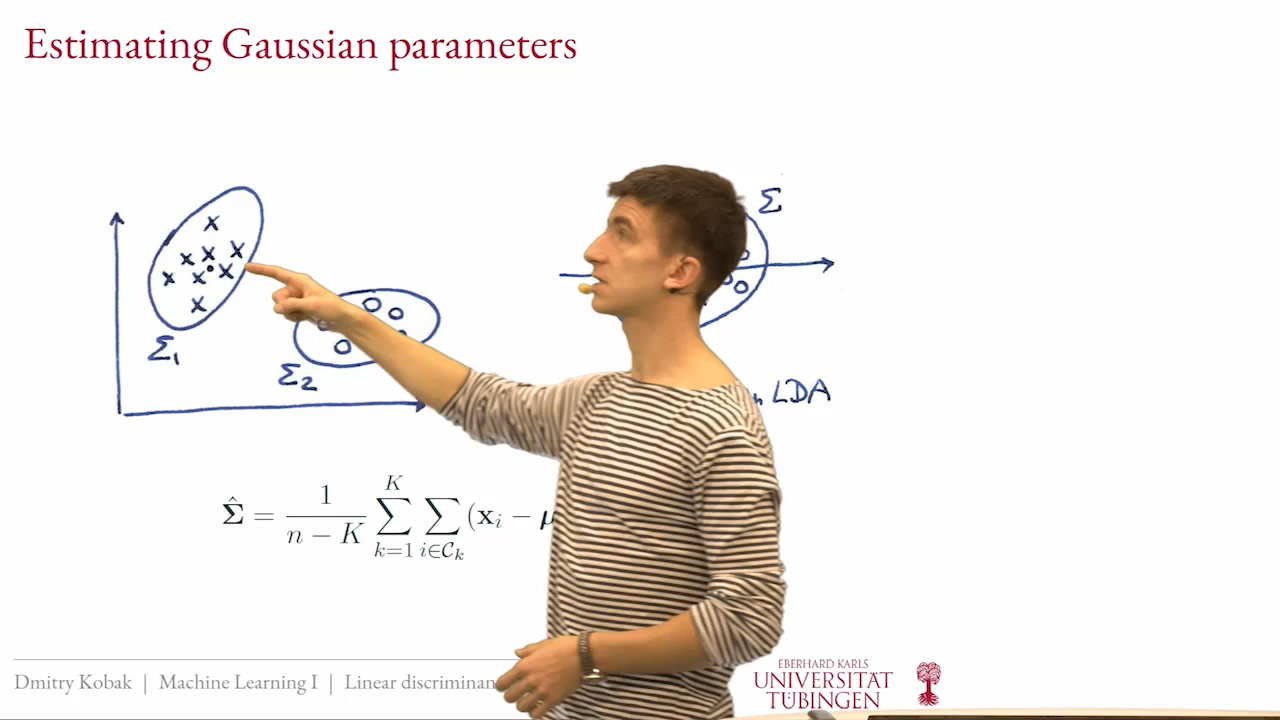 Estimating Gaussian parameters
Σ
Σ₁
Σ₂
LDA
Σ̂ = 1/(n − K) ∑_{k=1}^{K} ∑_{i∈C_k} (x_i − μ
Dmitry Kobak | Machine Learning I | Linear discriminan
EBERHARD KARLS
UNIVERSITÄT
TÜBINGEN